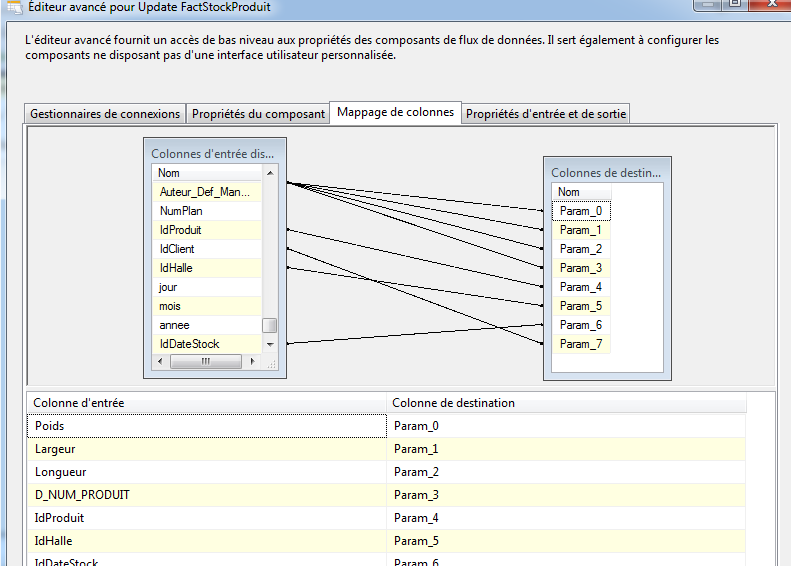 Éditeur avancé pour Update FactStockProduit
L'éditeur avancé fournit un accès de bas niveau aux propriétés des composants de flux de données. Il sert également à configurer les
composants ne disposant pas d'une interface utilisateur personnalisée.
Gestionnaires de connexions Propriétés du composant Mappage de colonnes Propriétés d'entrée et de sortie
Colonnes d'entrée dis...
Nom
Auteur_Def_Man...
NumPlan
IdProduit
IdClient
IdHalle
jour
mois
annee
IdDateStock
Colonnes de destin...
Nom
Param_0
Param_1
Param_2
Param_3
Param_4
Param_5
Param_6
Param_7
Colonne d'entrée Colonne de destination
Poids Param_0
Largeur Param_1
Longueur Param_2
D_NUM_PRODUIT Param_3
IdProduit Param_4
IdHalle Param_5
IdDateStock Param_6